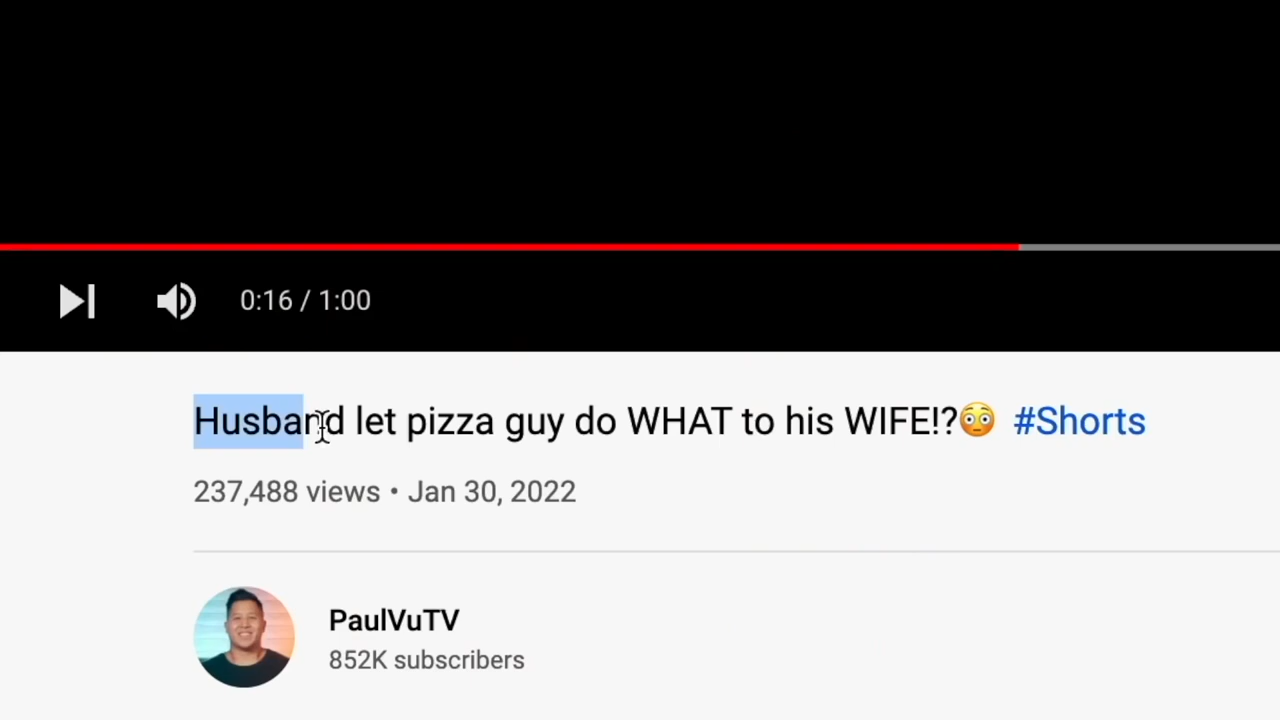 0:16 / 1:00
Husband let pizza guy do WHAT to his WIFE!?😳 #Shorts
237,488 views • Jan 30, 2022
PaulVuTV
852K subscribers